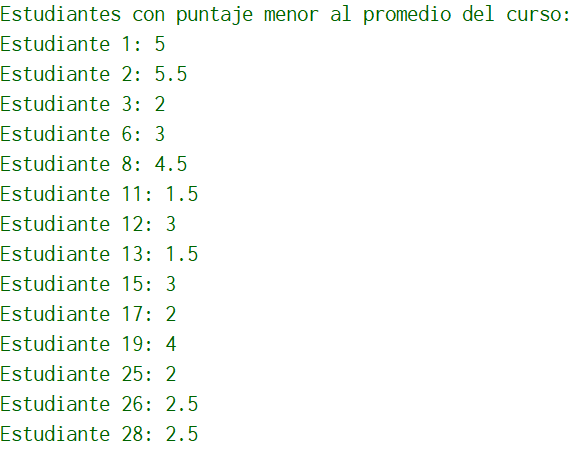 Estudiantes con puntaje menor al promedio del curso:
Estudiante 1: 5
Estudiante 2: 5.5
Estudiante 3: 2
Estudiante 6: 3
Estudiante 8: 4.5
Estudiante 11: 1.5
Estudiante 12: 3
Estudiante 13: 1.5
Estudiante 15: 3
Estudiante 17: 2
Estudiante 19: 4
Estudiante 25: 2
Estudiante 26: 2.5
Estudiante 28: 2.5